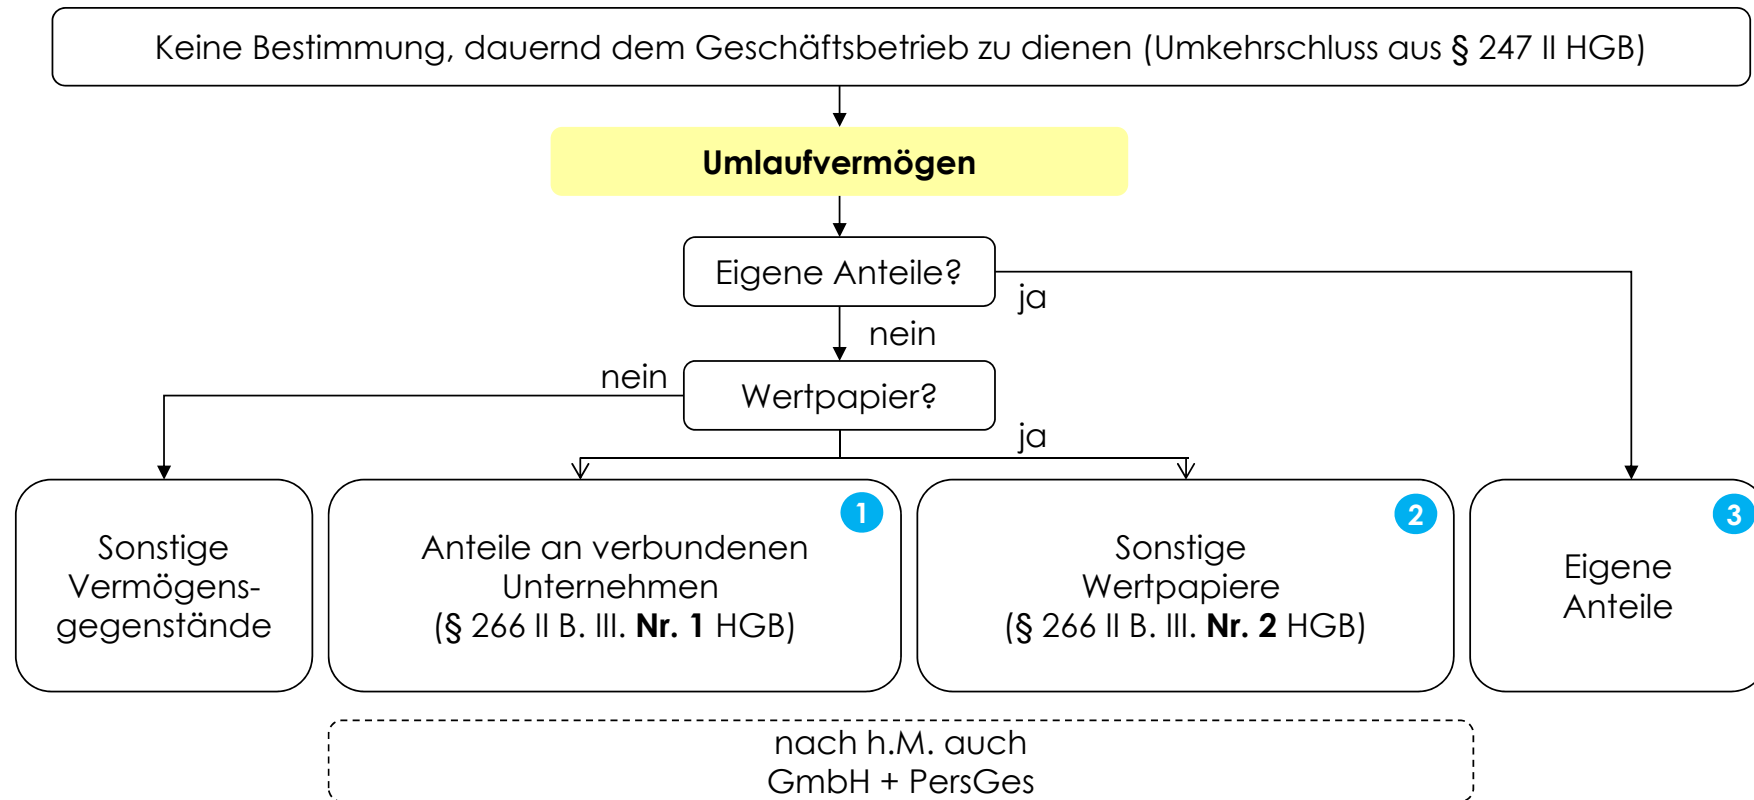 Keine Bestimmung, dauernd dem Geschäftsbetrieb zu dienen (Umkehrschluss aus § 247 II HGB)
Umlaufvermögen
Eigene Anteile?
ja
nein
nein
Wertpapier?
ja
Sonstige
Vermögens-
gegenstände
1
Anteile an verbundenen
Unternehmen
(§ 266 II B. III. Nr. 1 HGB)
2
Sonstige
Wertpapiere
(§ 266 II B. III. Nr. 2 HGB)
3
Eigene
Anteile
nach h.M. auch
GmbH + PersGes